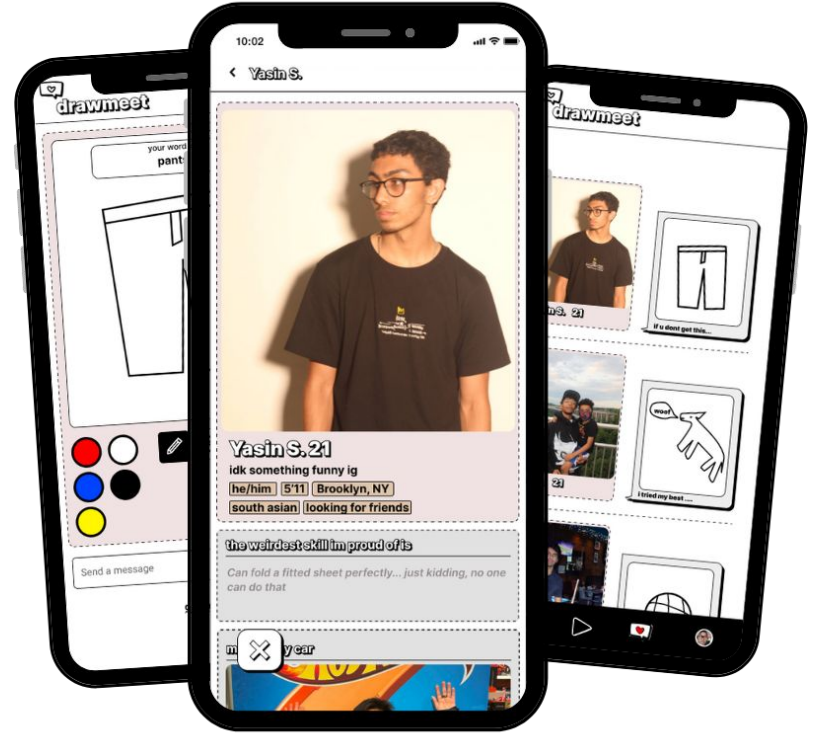 drawmeet
your word
pants
Send a message
10:02
Yasin S.
Yasin S. 21
idk something funny ig
he/him 5'11 Brooklyn, NY
south asian looking for friends
the weirdest skill im proud of is
Can fold a fitted sheet perfectly... just kidding, no one
can do that
car
drawmeet
S. 21
if u dont get this...
woof
21
i tried my best ....